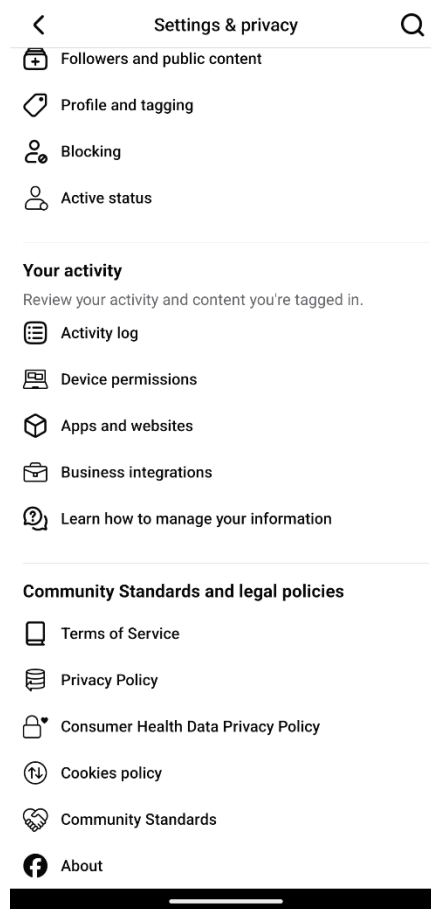 Settings & privacy
Followers and public content
Profile and tagging
Blocking
Active status
Your activity
Review your activity and content you're tagged in.
Activity log
Device permissions
Apps and websites
Business integrations
Learn how to manage your information
Community Standards and legal policies
Terms of Service
Privacy Policy
Consumer Health Data Privacy Policy
Cookies policy
Community Standards
About